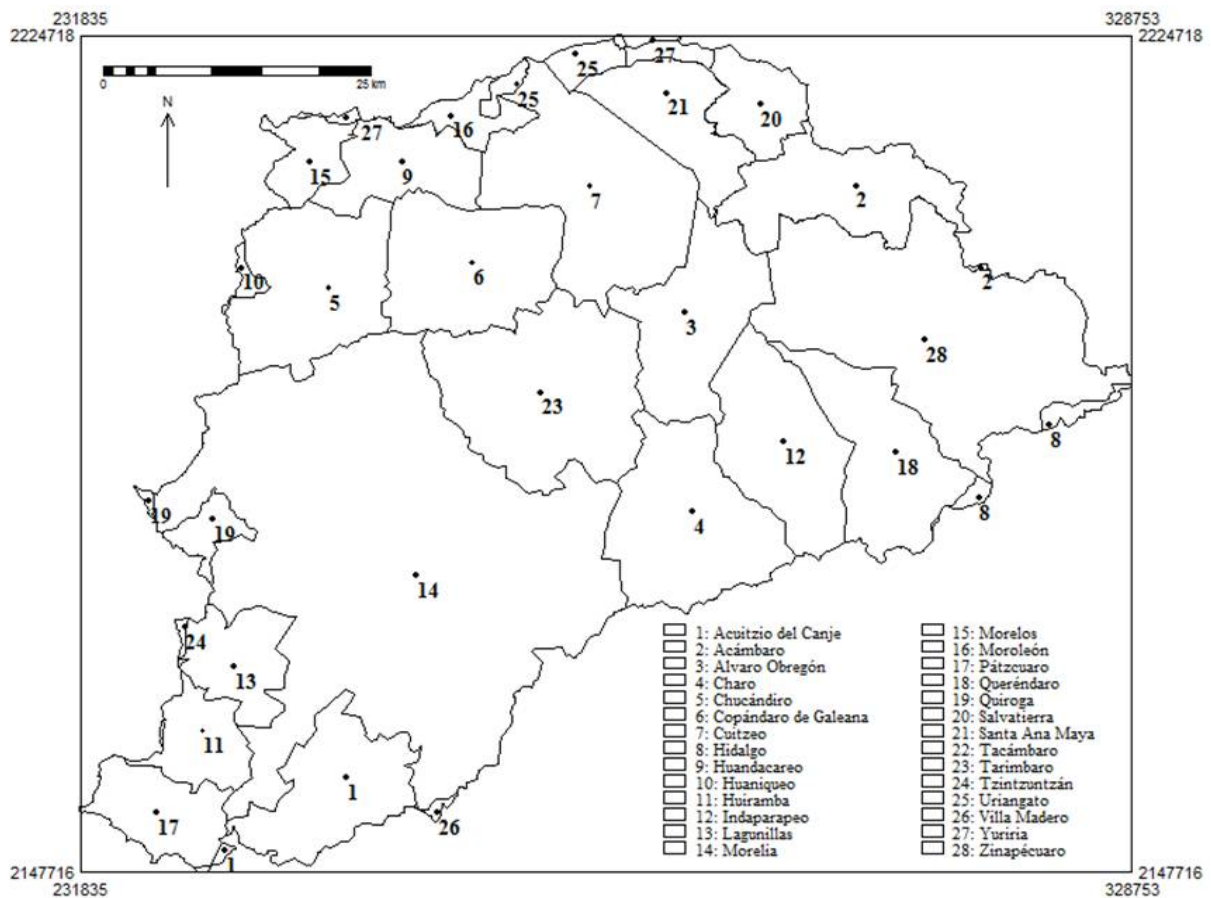 231835 328753
2224718 2224718
0 25 km
N
27
25
25
21
20
27
16
15
9
7
2
10
5
6
2
3
28
23
8
12
18
19
19
4
8
14
24
13
11
1
17
26
1
1: Acuitzio del Canje
2: Acámbaro
3: Alvaro Obregón
4: Charo
5: Chucándiro
6: Copándaro de Galeana
7: Cuitzeo
8: Hidalgo
9: Huandacareo
10: Huaniqueo
11: Huiramba
12: Indaparapeo
13: Lagunillas
14: Morelia
15: Morelos
16: Moroleón
17: Pátzcuaro
18: Queréndaro
19: Quiroga
20: Salvatierra
21: Santa Ana Maya
22: Tacámbaro
23: Tarimbaro
24: Tzintzuntzán
25: Uriangato
26: Villa Madero
27: Yuriria
28: Zinapécuaro
2147716 2147716
231835 328753